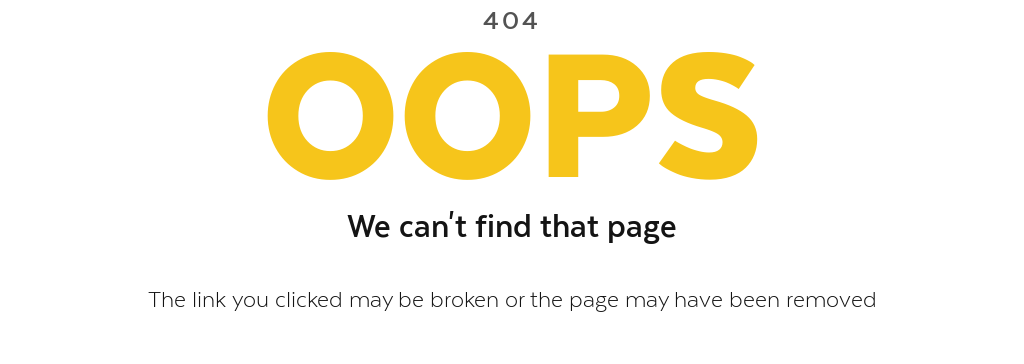 404
OOPS
We can't find that page
The link you clicked may be broken or the page may have been removed